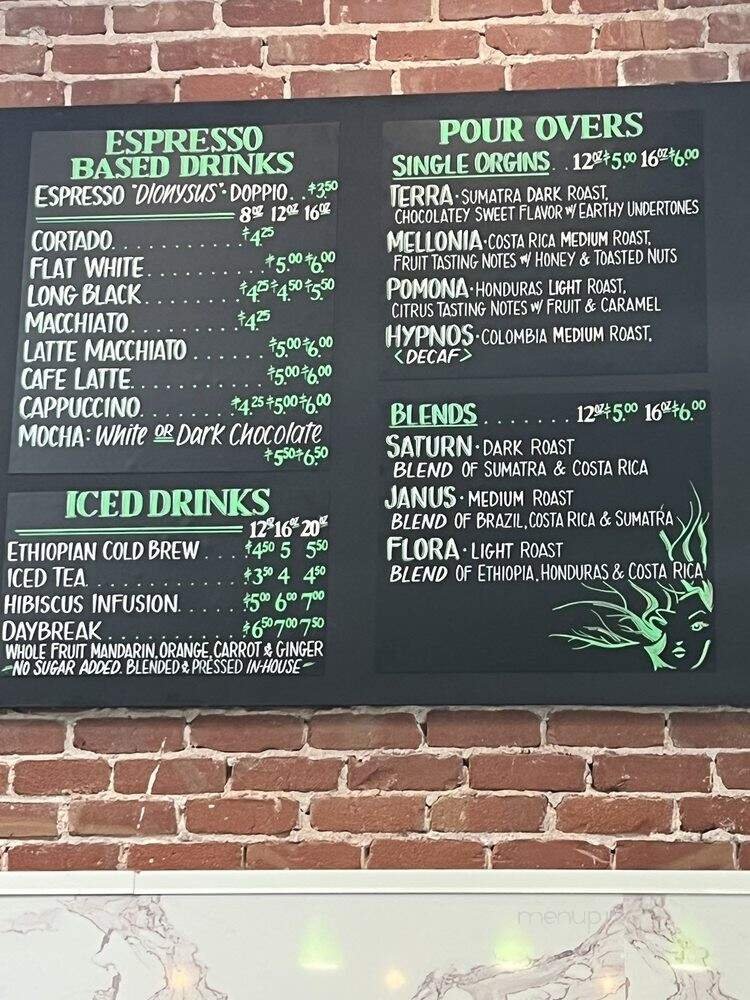 ESPRESSO
BASED DRINKS
ESPRESSO "DIONYSUS" · DOPPIO . . $3.50
8oz 12oz 16oz
CORTADO. . . . . . . . . . $4.25
FLAT WHITE . . . . . . . . . $5.00 $6.00
LONG BLACK . . . . . . . . $4.25 $4.50 $5.50
MACCHIATO . . . . . . . . $4.25
LATTE MACCHIATO . . . . . . $5.00 $6.00
CAFE LATTE. . . . . . . . . . $5.00 $6.00
CAPPUCCINO. . . . . . . $4.25 $5.00 $6.00
MOCHA: White OR Dark Chocolate
$5.50 $6.50
ICED DRINKS
12oz 16oz 20oz
ETHIOPIAN COLD BREW . . . $4.50 5 5.50
ICED TEA. . . . . . . . . . . $3.50 4 4.50
HIBISCUS INFUSION. . . . . $5.00 6.00 7.00
DAYBREAK . . . . . . . . . . $6.50 7.00 7.50
WHOLE FRUIT MANDARIN, ORANGE, CARROT & GINGER
~NO SUGAR ADDED. BLENDED & PRESSED IN-HOUSE~
POUR OVERS
SINGLE ORGINS . . 12oz $5.00 16oz $6.00
TERRA · SUMATRA DARK ROAST,
CHOCOLATEY SWEET FLAVOR W/ EARTHY UNDERTONES
MELLONIA · COSTA RICA MEDIUM ROAST,
FRUIT TASTING NOTES W/ HONEY & TOASTED NUTS
POMONA · HONDURAS LIGHT ROAST,
CITRUS TASTING NOTES W/ FRUIT & CARAMEL
HYPNOS · COLOMBIA MEDIUM ROAST,
<DECAF>
BLENDS . . . . . . . 12oz $5.00 16oz $6.00
SATURN · DARK ROAST
BLEND OF SUMATRA & COSTA RICA
JANUS · MEDIUM ROAST
BLEND OF BRAZIL, COSTA RICA & SUMATRA
FLORA · LIGHT ROAST
BLEND OF ETHIOPIA, HONDURAS & COSTA RICA